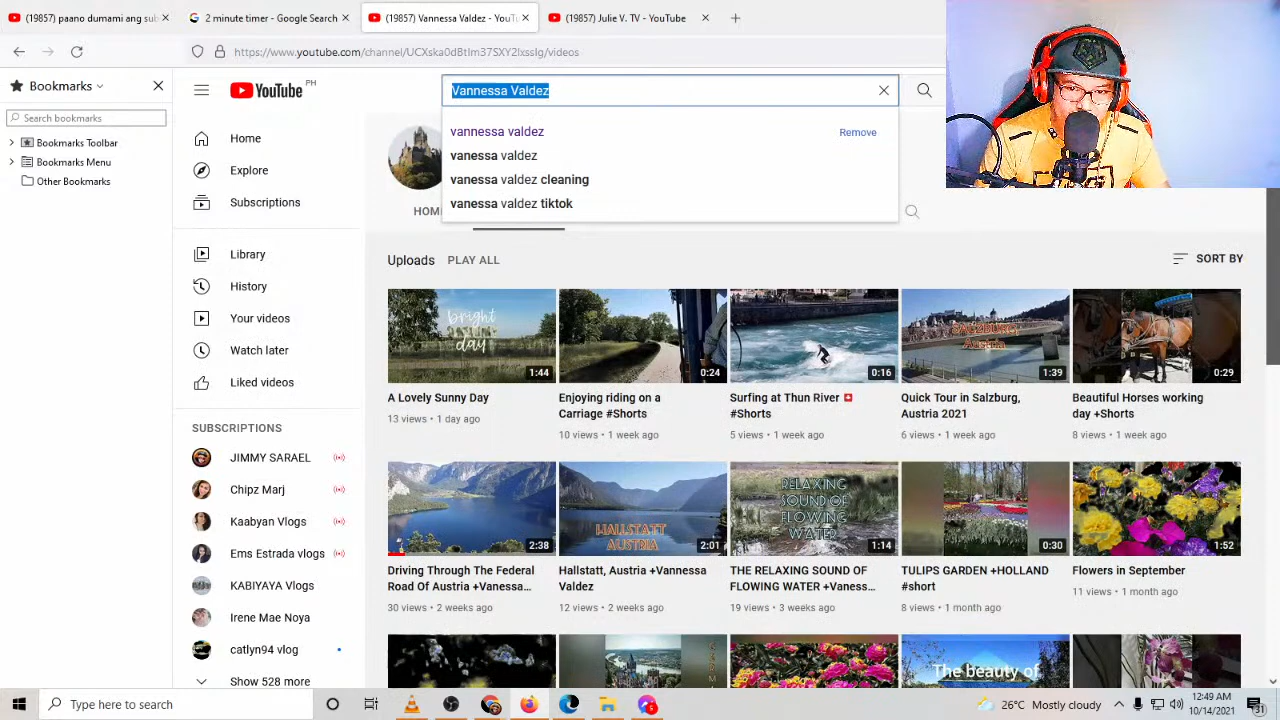 (19857) paano dumami ang sub
2 minute timer - Google Search
(19857) Vannessa Valdez - YouT
(19857) Julie V. TV - YouTube
https://www.youtube.com/channel/UCXska0dBtIm37SXY2lxssIg/videos
Bookmarks
Search bookmarks
Bookmarks Toolbar
Bookmarks Menu
Other Bookmarks
YouTube PH
Vannessa Valdez
vannessa valdez
Remove
vanessa valdez
vanessa valdez cleaning
vanessa valdez tiktok
Home
Explore
Subscriptions
Library
History
Your videos
Watch later
Liked videos
SUBSCRIPTIONS
JIMMY SARAEL
Chipz Marj
Kaabyan Vlogs
Ems Estrada vlogs
KABIYAYA Vlogs
Irene Mae Noya
catlyn94 vlog
Show 528 more
HOM
Uploads
PLAY ALL
SORT BY
bright
day
1:44
0:24
0:16
SALZBURG,
Austria
1:39
0:29
A Lovely Sunny Day
13 views • 1 day ago
Enjoying riding on a
Carriage #Shorts
10 views • 1 week ago
Surfing at Thun River
#Shorts
5 views • 1 week ago
Quick Tour in Salzburg,
Austria 2021
6 views • 1 week ago
Beautiful Horses working
day +Shorts
8 views • 1 week ago
2:38
HALLSTATT
AUSTRIA
2:01
RELAXING
SOUND OF
FLOWING
WATER
1:14
0:30
1:52
Driving Through The Federal
Road Of Austria +Vanessa...
30 views • 2 weeks ago
Hallstatt, Austria +Vannessa
Valdez
12 views • 2 weeks ago
THE RELAXING SOUND OF
FLOWING WATER +Vaness...
19 views • 3 weeks ago
TULIPS GARDEN +HOLLAND
#short
8 views • 1 month ago
Flowers in September
11 views • 1 month ago
The beauty of
Type here to search
26°C Mostly cloudy
12:49 AM
10/14/2021
31